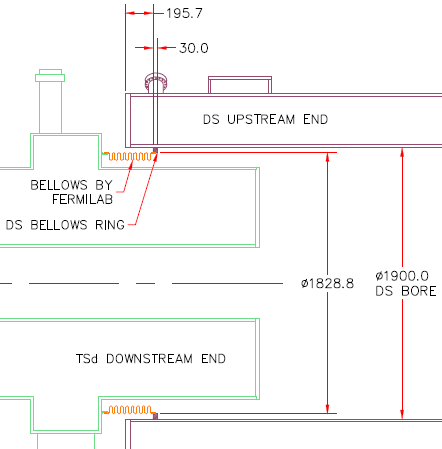 195.7
30.0
DS UPSTREAM END
BELLOWS BY
FERMILAB
DS BELLOWS RING
ø1828.8
ø1900.0
DS BORE
TSd DOWNSTREAM END